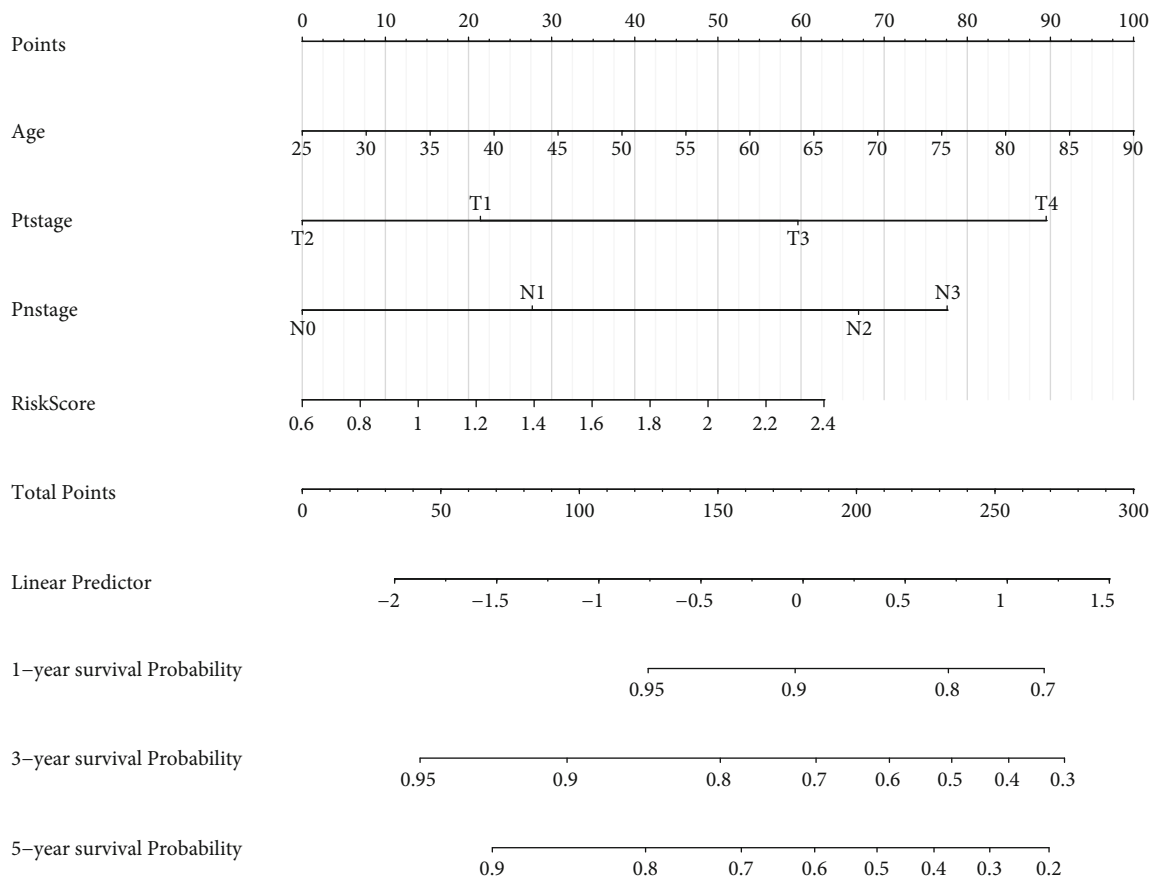 0 10 20 30 40 50 60 70 80 90 100
Points
Age
25 30 35 40 45 50 55 60 65 70 75 80 85 90
T1 T4
Ptstage
T2 T3
N1 N3
Pnstage
N0 N2
RiskScore
0.6 0.8 1 1.2 1.4 1.6 1.8 2 2.2 2.4
Total Points
0 50 100 150 200 250 300
Linear Predictor
−2 −1.5 −1 −0.5 0 0.5 1 1.5
1−year survival Probability
0.95 0.9 0.8 0.7
3−year survival Probability
0.95 0.9 0.8 0.7 0.6 0.5 0.4 0.3
5−year survival Probability
0.9 0.8 0.7 0.6 0.5 0.4 0.3 0.2